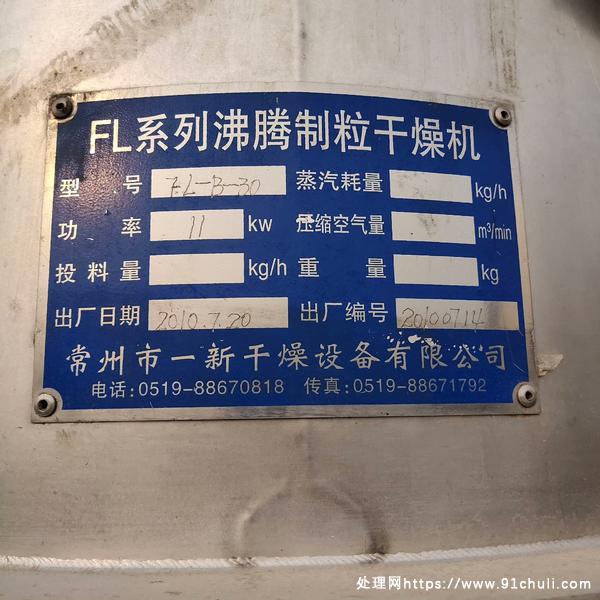 FL系列沸腾制粒干燥机
型 号 FL-B-30 蒸汽耗量 kg/h
功 率 11 kw 压缩空气量 m³/min
投料量 kg/h 重 量 kg
出厂日期 2010.7.20 出厂编号 20100714
常州市一新干燥设备有限公司
电话:0519-88670818 传真:0519-88671792
处理网https://www.91chuli.com/